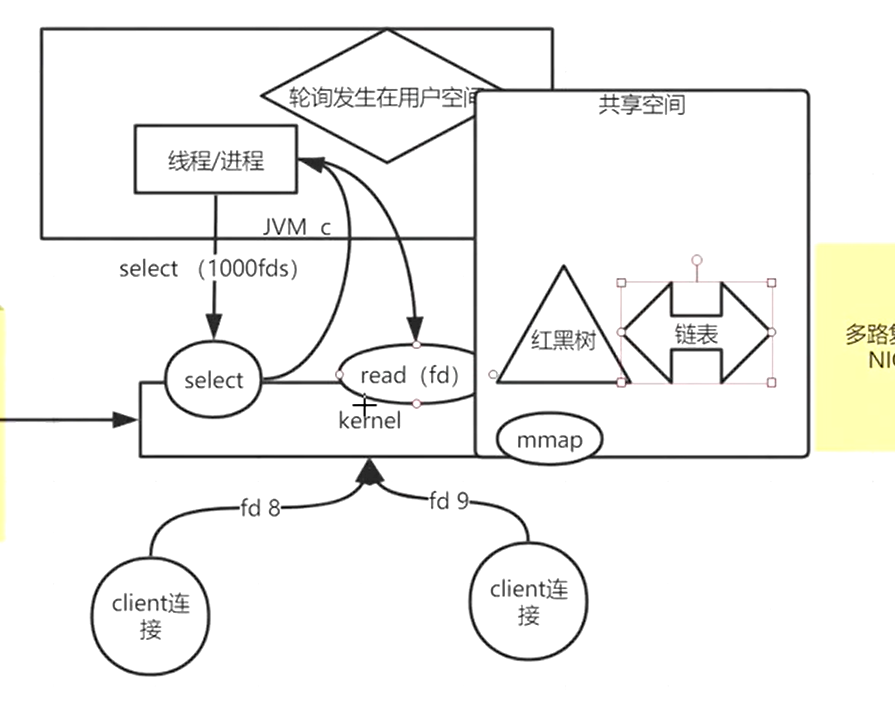 轮询发生在用户空间
共享空间
线程/进程
JVM c
select （1000fds）
红黑树
链表
多路复
NIO
select
read（fd）
kernel
mmap
fd 8
fd 9
client连
接
client连
接